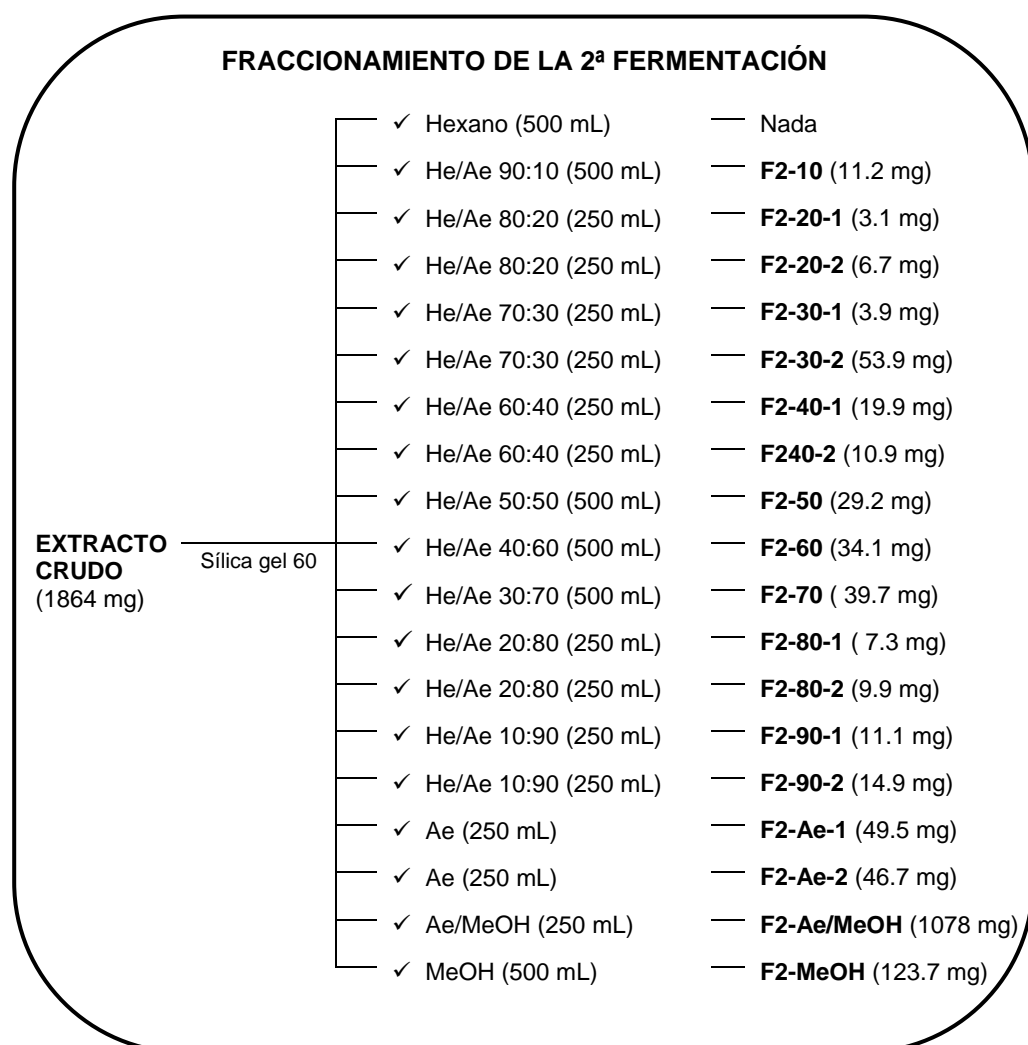 FRACCIONAMIENTO DE LA 2ª FERMENTACIÓN
✓ Hexano (500 mL) — Nada
✓ He/Ae 90:10 (500 mL) — F2-10 (11.2 mg)
✓ He/Ae 80:20 (250 mL) — F2-20-1 (3.1 mg)
✓ He/Ae 80:20 (250 mL) — F2-20-2 (6.7 mg)
✓ He/Ae 70:30 (250 mL) — F2-30-1 (3.9 mg)
✓ He/Ae 70:30 (250 mL) — F2-30-2 (53.9 mg)
✓ He/Ae 60:40 (250 mL) — F2-40-1 (19.9 mg)
✓ He/Ae 60:40 (250 mL) — F240-2 (10.9 mg)
✓ He/Ae 50:50 (500 mL) — F2-50 (29.2 mg)
EXTRACTO
CRUDO
(1864 mg)
Sílica gel 60
✓ He/Ae 40:60 (500 mL) — F2-60 (34.1 mg)
✓ He/Ae 30:70 (500 mL) — F2-70 ( 39.7 mg)
✓ He/Ae 20:80 (250 mL) — F2-80-1 ( 7.3 mg)
✓ He/Ae 20:80 (250 mL) — F2-80-2 (9.9 mg)
✓ He/Ae 10:90 (250 mL) — F2-90-1 (11.1 mg)
✓ He/Ae 10:90 (250 mL) — F2-90-2 (14.9 mg)
✓ Ae (250 mL) — F2-Ae-1 (49.5 mg)
✓ Ae (250 mL) — F2-Ae-2 (46.7 mg)
✓ Ae/MeOH (250 mL) — F2-Ae/MeOH (1078 mg)
✓ MeOH (500 mL) — F2-MeOH (123.7 mg)